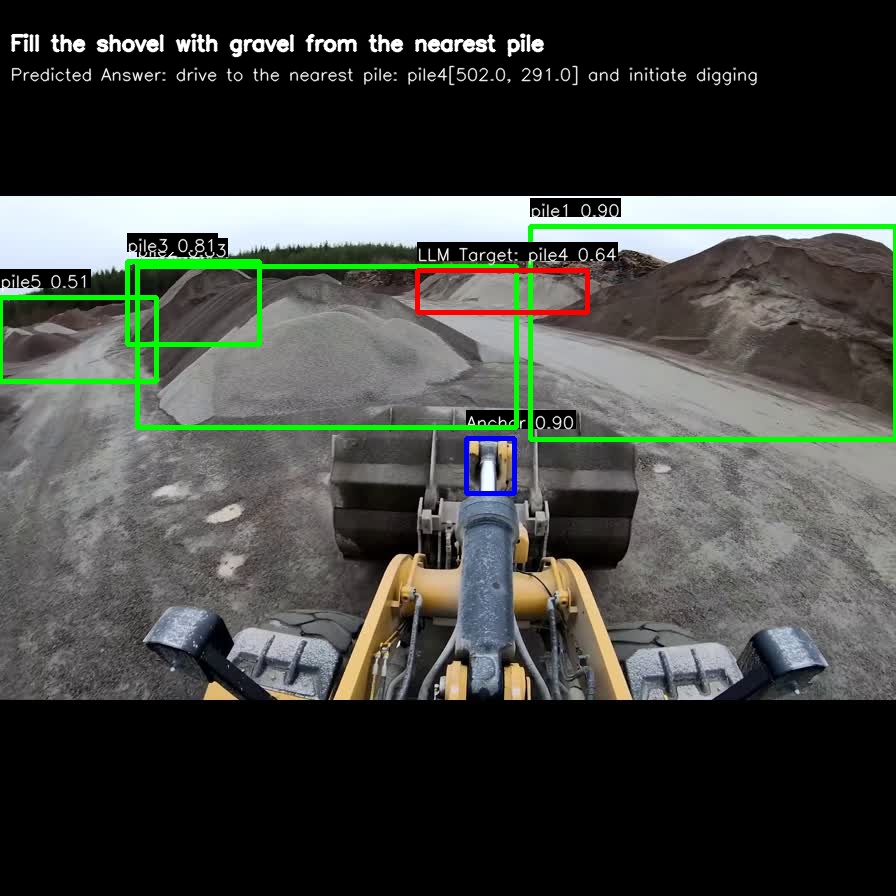 Fill the shovel with gravel from the nearest pile
Predicted Answer: drive to the nearest pile: pile4[502.0, 291.0] and initiate digging
pile1 0.90
pile3 0.81
LLM Target: pile4 0.64
pile5 0.51
Anchor 0.90